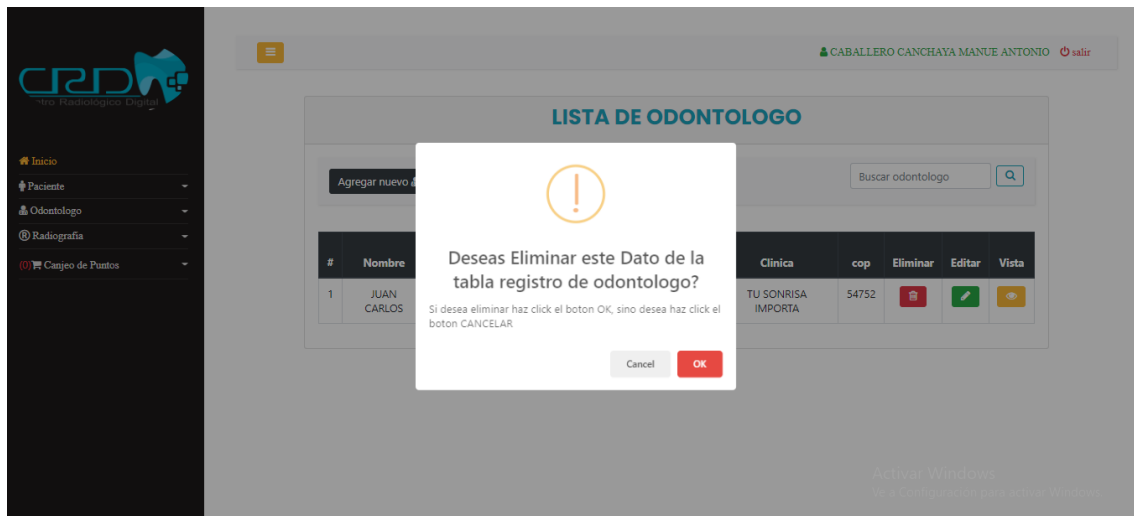 CRD
ntro Radiológico Digital
Inicio
Paciente
Odontologo
® Radiografía
(0) Canjeo de Puntos
CABALLERO CANCHAYA MANUE ANTONIO salir
LISTA DE ODONTOLOGO
Agregar nuevo
Buscar odontologo
# Nombre Clinica cop Eliminar Editar Vista
1 JUAN CARLOS TU SONRISA IMPORTA 54752
Deseas Eliminar este Dato de la
tabla registro de odontologo?
Si desea eliminar haz click el boton OK, sino desea haz click el
boton CANCELAR
Cancel OK
Activar Windows
Ve a Configuración para activar Windows.